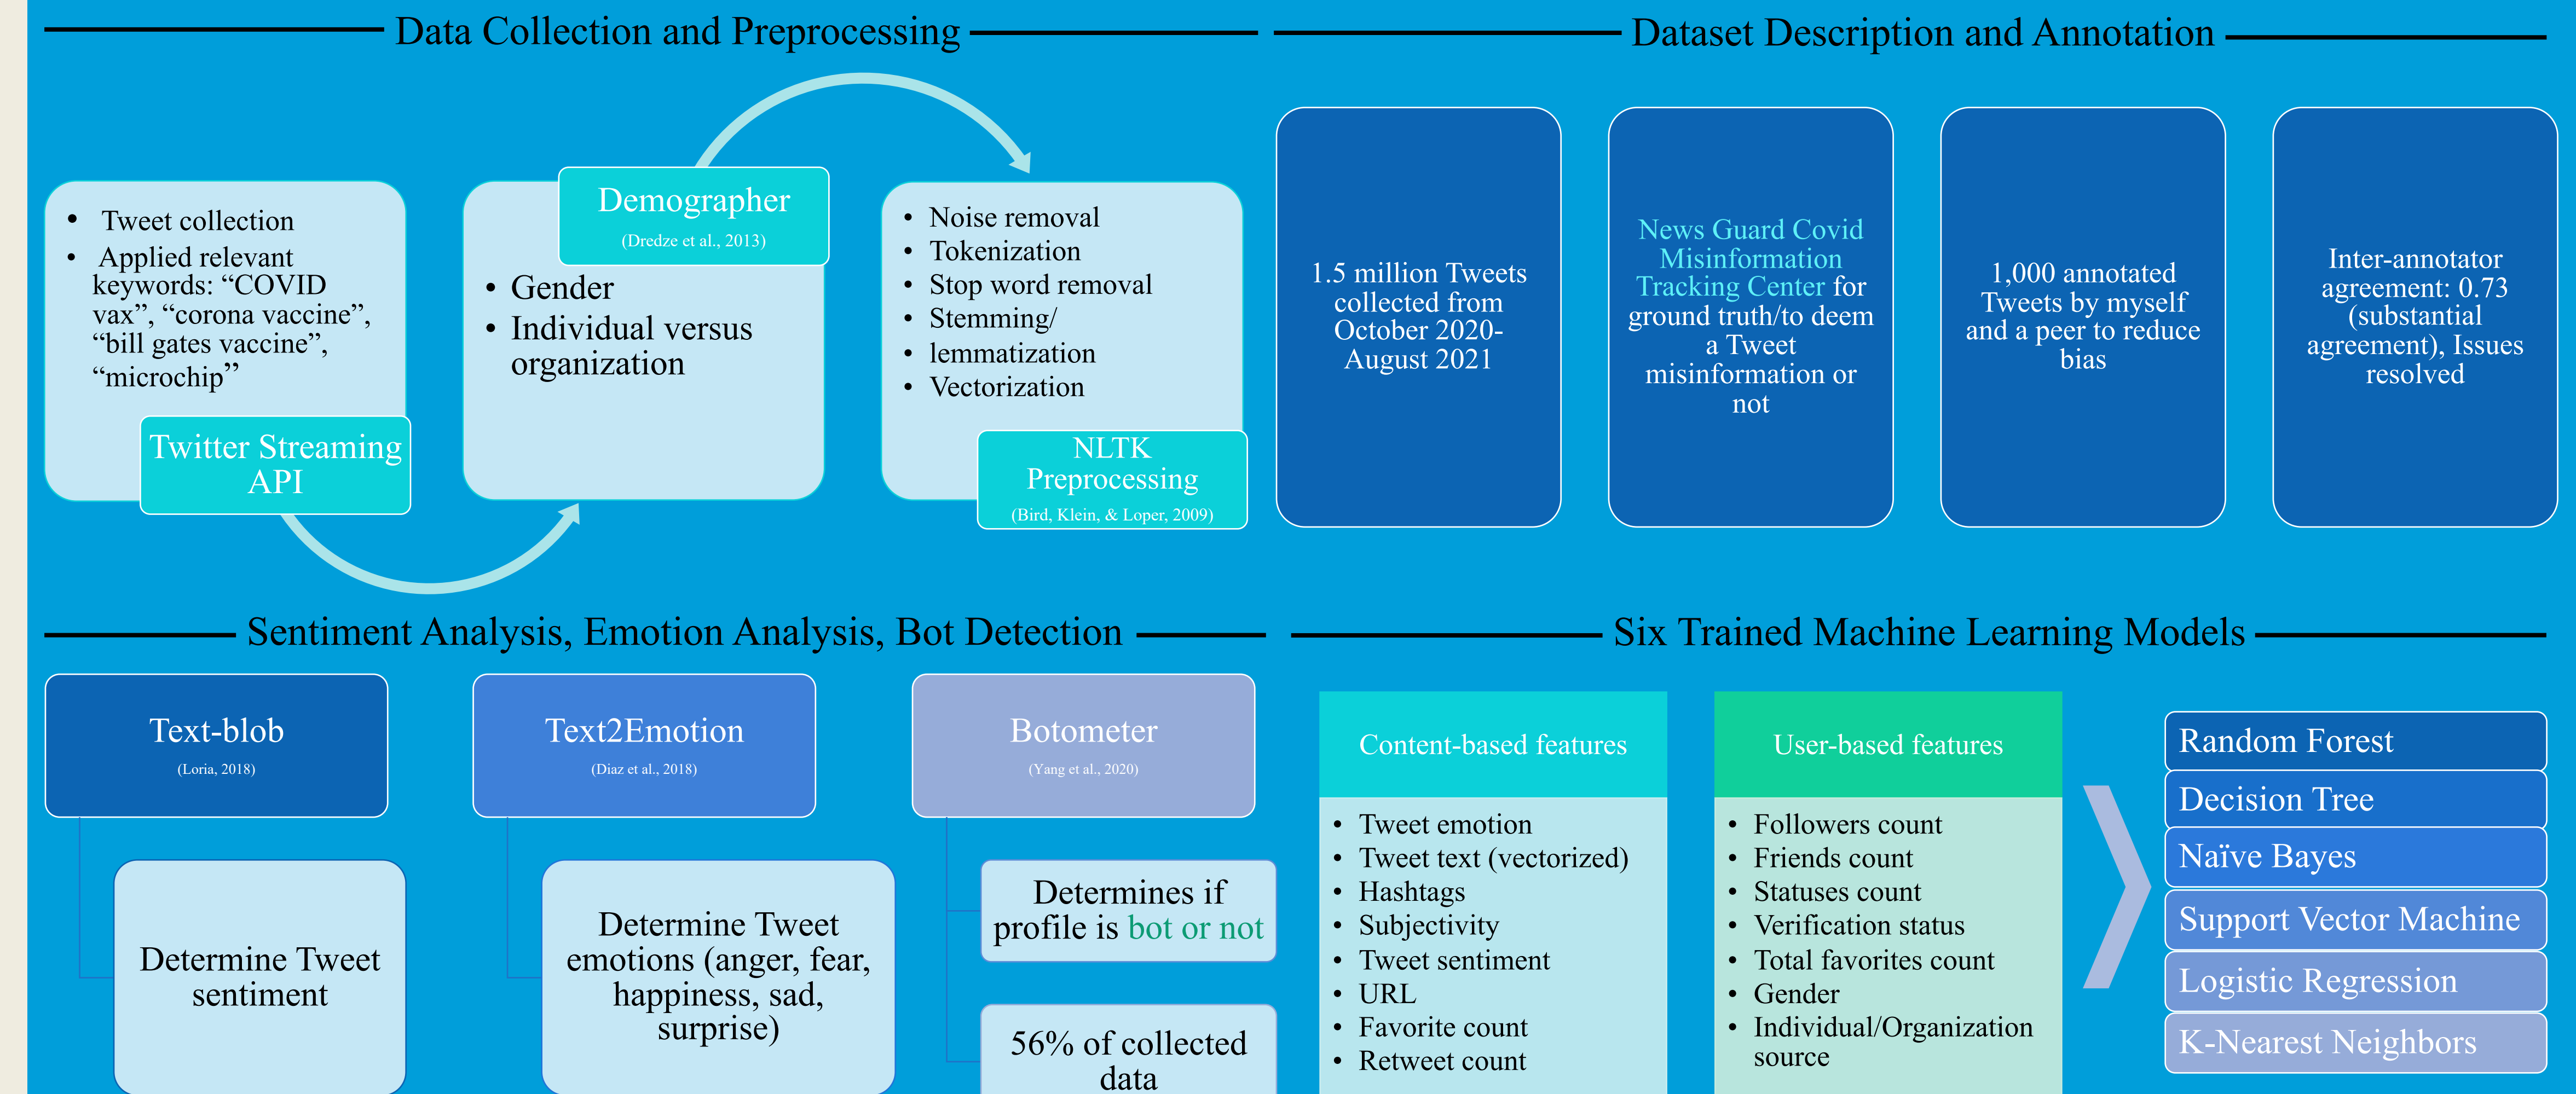 Data Collection and Preprocessing
• Tweet collection
• Applied relevant
keywords: “COVID
vax”, “corona vaccine”,
“bill gates vaccine”,
“microchip”
Twitter Streaming
API
Demographer
(Dredze et al., 2013)
• Gender
• Individual versus
organization
• Noise removal
• Tokenization
• Stop word removal
• Stemming/
• lemmatization
• Vectorization
NLTK
Preprocessing
(Bird, Klein, & Loper, 2009)
Dataset Description and Annotation
1.5 million Tweets
collected from
October 2020-
August 2021
News Guard Covid
Misinformation
Tracking Center for
ground truth/to deem
a Tweet
misinformation or
not
1,000 annotated
Tweets by myself
and a peer to reduce
bias
Inter-annotator
agreement: 0.73
(substantial
agreement), Issues
resolved
Sentiment Analysis, Emotion Analysis, Bot Detection
Text-blob
(Loria, 2018)
Determine Tweet
sentiment
Text2Emotion
(Diaz et al., 2018)
Determine Tweet
emotions (anger, fear,
happiness, sad,
surprise)
Botometer
(Yang et al., 2020)
Determines if
profile is bot or not
56% of collected
data
Six Trained Machine Learning Models
Content-based features
• Tweet emotion
• Tweet text (vectorized)
• Hashtags
• Subjectivity
• Tweet sentiment
• URL
• Favorite count
• Retweet count
User-based features
• Followers count
• Friends count
• Statuses count
• Verification status
• Total favorites count
• Gender
• Individual/Organization
source
Random Forest
Decision Tree
Naïve Bayes
Support Vector Machine
Logistic Regression
K-Nearest Neighbors